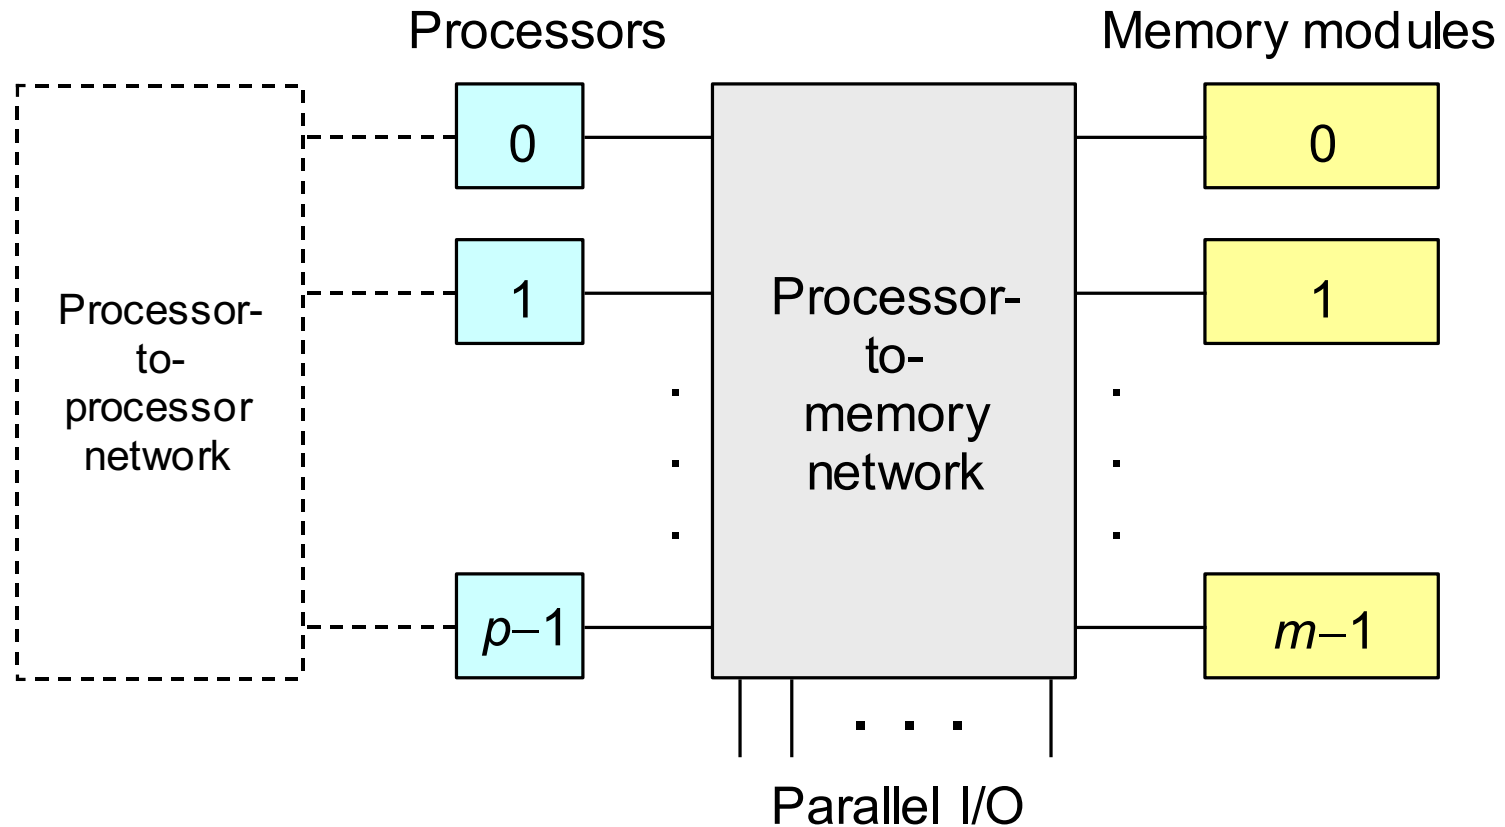 Processors
Memory modules
0
0
1
1
Processor-
to-
processor
network
Processor-
to-
memory
network
p–1
m–1
Parallel I/O